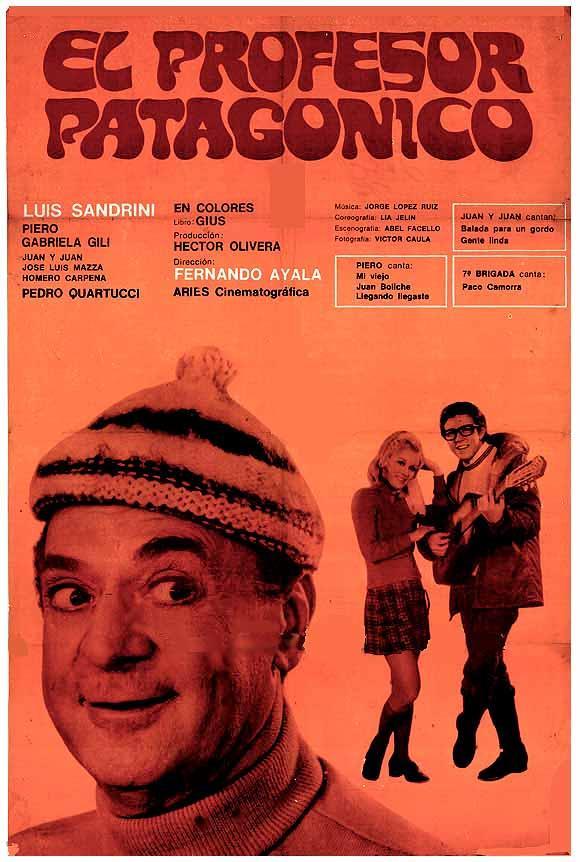 EL PROFESOR
PATAGONICO
LUIS SANDRINI
PIERO
GABRIELA GILI
JUAN Y JUAN
JOSE LUIS MAZZA
HOMERO CARPENA
PEDRO QUARTUCCI
EN COLORES
Libro: GIUS
Producción:
HECTOR OLIVERA
Dirección:
FERNANDO AYALA
ARIES Cinematográfica
Música: JORGE LOPEZ RUIZ
Coreografía: LIA JELIN
Escenografía: ABEL FACELLO
Fotografía: VICTOR CAULA
JUAN Y JUAN cantan:
Balada para un gordo
Gente linda
PIERO canta:
Mi viejo
Juan Boliche
Llegando llegaste
7ª BRIGADA canta:
Paco Camorra